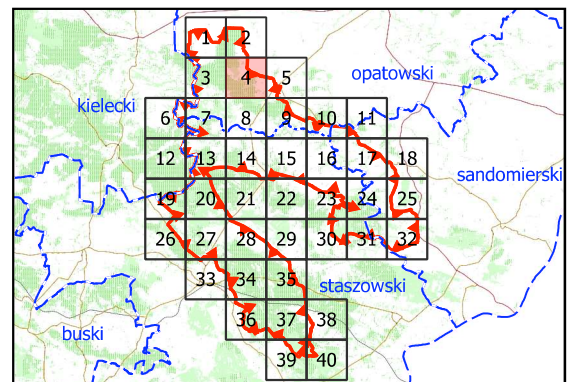 1 2
3 4 5
opatowski
kielecki
6 7 8 9 10 11
12 13 14 15 16 17 18
sandomierski
19 20 21 22 23 24 25
26 27 28 29 30 31 32
33 34 35
staszowski
36 37 38
buski
39 40